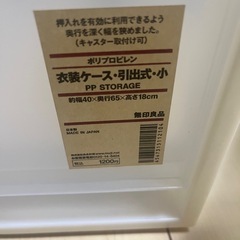 押入れを有効に利用できるよう
奥行を深く幅を狭めました。
(キャスター取付け可)
ポリプロピレン
衣装ケース・引出式・小
PP STORAGE
約幅40×奥行65×高さ18cm
無印良品
日本製
MADE IN JAPAN
税込 1200円